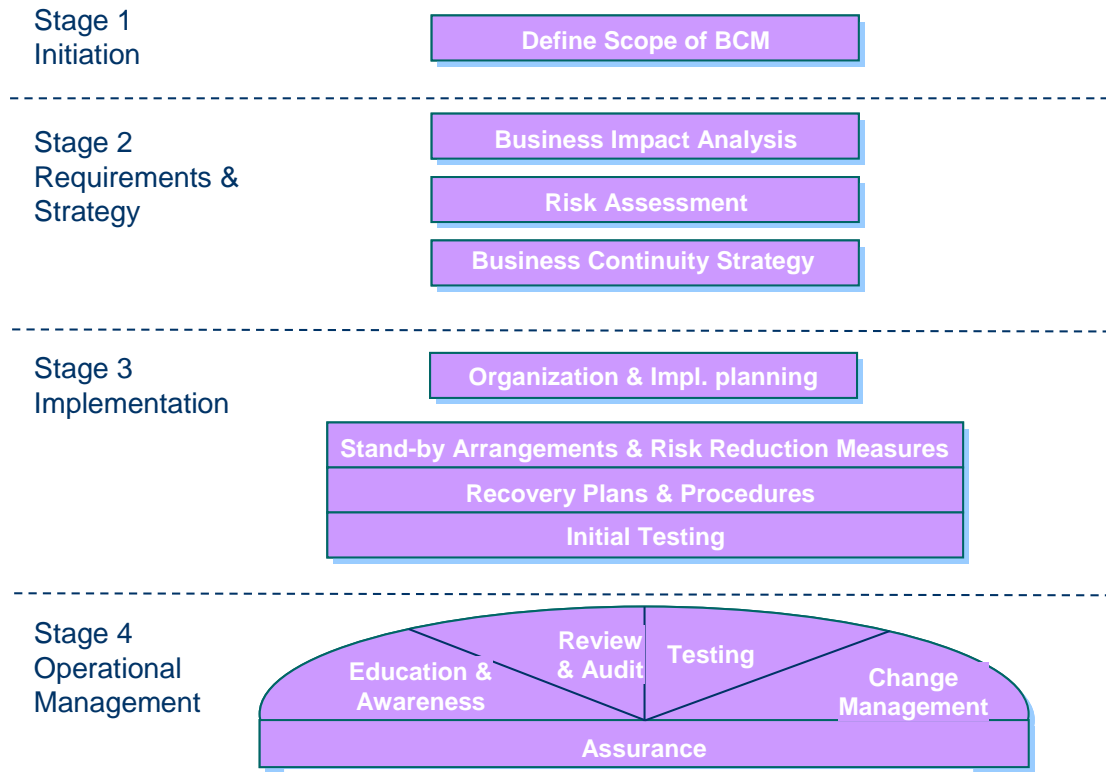 Stage 1
Initiation
Define Scope of BCM
Stage 2
Requirements &
Strategy
Business Impact Analysis
Risk Assessment
Business Continuity Strategy
Stage 3
Implementation
Organization & Impl. planning
Stand-by Arrangements & Risk Reduction Measures
Recovery Plans & Procedures
Initial Testing
Stage 4
Operational
Management
Education &
Awareness
Review
& Audit
Testing
Change
Management
Assurance